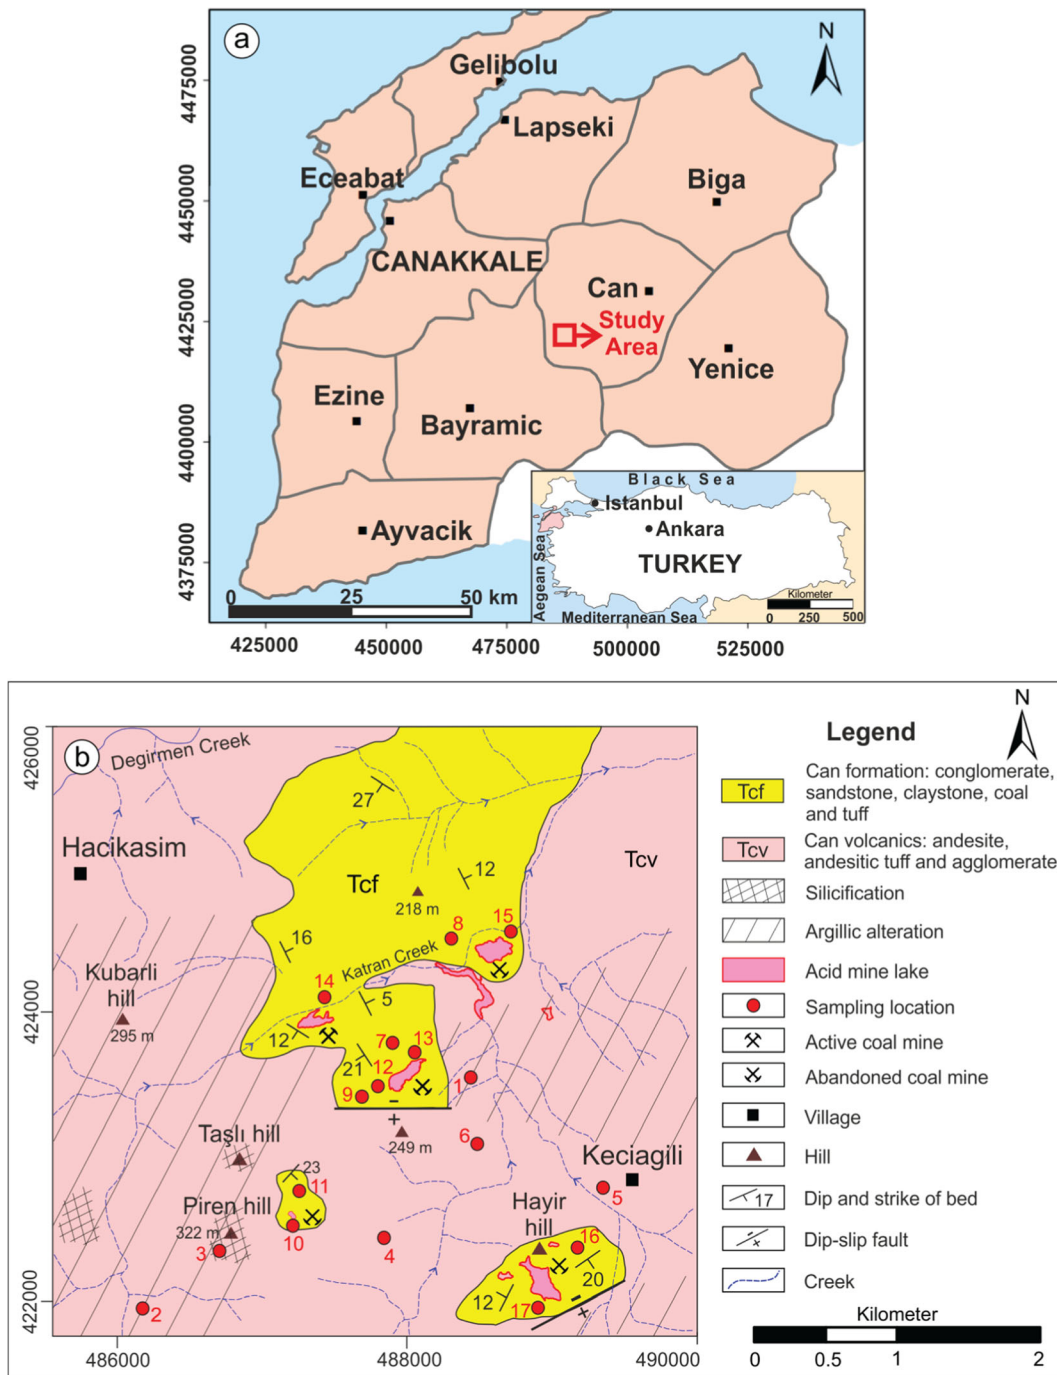 a
N
4475000
4450000
4425000
4400000
4375000
Gelibolu
Lapseki
Eceabat
Biga
CANAKKALE
Can
Study
Area
Yenice
Ezine
Bayramic
Ayvacik
0 25 50 km
Black Sea
Istanbul
Ankara
TURKEY
Aegean Sea
Mediterranean Sea
Kilometer
0 250 500
425000 450000 475000 500000 525000
b
Degirmen Creek
426000
424000
422000
Hacikasim
27
12
Tcf
Tcv
218 m
8
15
16
Katran Creek
14
Kubarli
hill
295 m
5
12
7
13
21
12
1
9
-
+
249 m
6
Taşlı hill
Keciagili
23
11
5
Piren hill
322 m
3
10
4
Hayir
hill
16
20
12
17
-
+
2
486000 488000 490000
N
Legend
Tcf
Can formation: conglomerate,
sandstone, claystone, coal
and tuff
Tcv
Can volcanics: andesite,
andesitic tuff and agglomerate
Silicification
Argillic alteration
Acid mine lake
Sampling location
Active coal mine
Abandoned coal mine
Village
Hill
17 Dip and strike of bed
- + Dip-slip fault
Creek
Kilometer
0 0.5 1 2